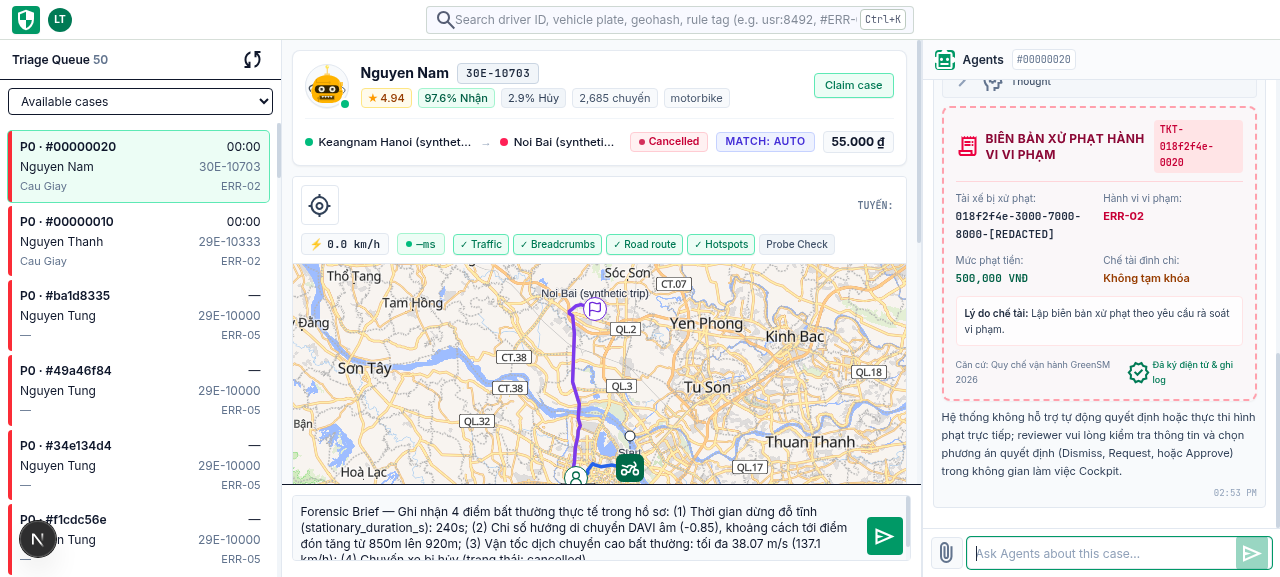 LT
Search driver ID, vehicle plate, geohash, rule tag (e.g. usr:8492, #ERR-
Ctrl+K
Triage Queue 50
Available cases
P0 · #00000020 00:00
Nguyen Nam 30E-10703
Cau Giay ERR-02
P0 · #00000010 00:00
Nguyen Thanh 29E-10333
Cau Giay ERR-02
P0 · #ba1d8335 —
Nguyen Tung 29E-10000
— ERR-05
P0 · #49a46f84 —
Nguyen Tung 29E-10000
— ERR-05
P0 · #34e134d4 —
Nguyen Tung 29E-10000
— ERR-05
P0 · #f1cdc56e —
Nguyen Tung 29E-10000
ERR-05
N
Nguyen Nam 30E-10703
★ 4.94 97.6% Nhận 2.9% Hủy 2,685 chuyến motorbike
Claim case
Keangnam Hanoi (synthet... → Noi Bai (syntheti... Cancelled MATCH: AUTO 55.000 ₫
TUYẾN:
⚡ 0.0 km/h —ms ✓ Traffic ✓ Breadcrumbs ✓ Road route ✓ Hotspots Probe Check
Thổ Tang
Sóc Sơn
CT.07
Noi Bai (synthetic trip)
Tam Hồng
Đẳng
QL.2
Yen Phong
Kinh Bac
CT.38
Sơn Tây
QL.18
CT.38
QL.3
Tu Son
Bận
QL.32
Thuan Thanh
Start
Hoà Lạc
QL.17
Forensic Brief — Ghi nhận 4 điểm bất thường thực tế trong hồ sơ: (1) Thời gian dừng đỗ tĩnh
(stationary_duration_s): 240s; (2) Chỉ số hướng di chuyển DAVI âm (-0.85), khoảng cách tới điểm
đón tăng từ 850m lên 920m; (3) Vận tốc dịch chuyển cao bất thường: tối đa 38.07 m/s (137.1
km/h); (4) Chuyến xe bị hủy (trạng thái: cancelled)
Agents #00000020
Thought
BIÊN BẢN XỬ PHẠT HÀNH
VI VI PHẠM
TKT-
018f2f4e-
0020
Tài xế bị xử phạt: Hành vi vi phạm:
018f2f4e-3000-7000-
8000-[REDACTED]
ERR-02
Mức phạt tiền: Chế tài đình chỉ:
500,000 VNĐ Không tạm khóa
Lý do chế tài: Lập biên bản xử phạt theo yêu cầu rà soát
vi phạm.
Căn cứ: Quy chế vận hành GreenSM
2026
Đã ký điện tử & ghi
log
Hệ thống không hỗ trợ tự động quyết định hoặc thực thi hình
phạt trực tiếp; reviewer vui lòng kiểm tra thông tin và chọn
phương án quyết định (Dismiss, Request, hoặc Approve)
trong không gian làm việc Cockpit.
02:53 PM
Ask Agents about this case...